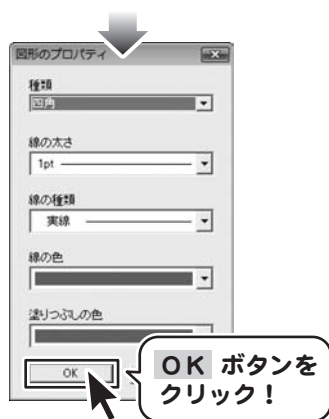 図形のプロパティ
種類
四角
線の太さ
1pt
線の種類
実線
線の色
塗りつぶしの色
OK
OK ボタンを
クリック！